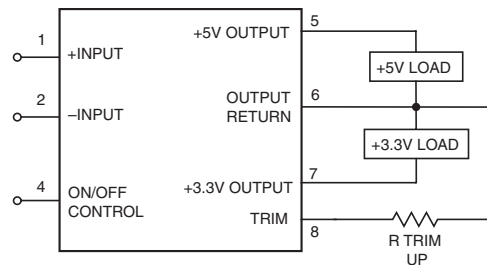 1
+INPUT
2
–INPUT
4
ON/OFF
CONTROL
+5V OUTPUT
5
OUTPUT
RETURN
6
+3.3V OUTPUT
7
TRIM
8
+5V LOAD
+3.3V LOAD
R TRIM
UP